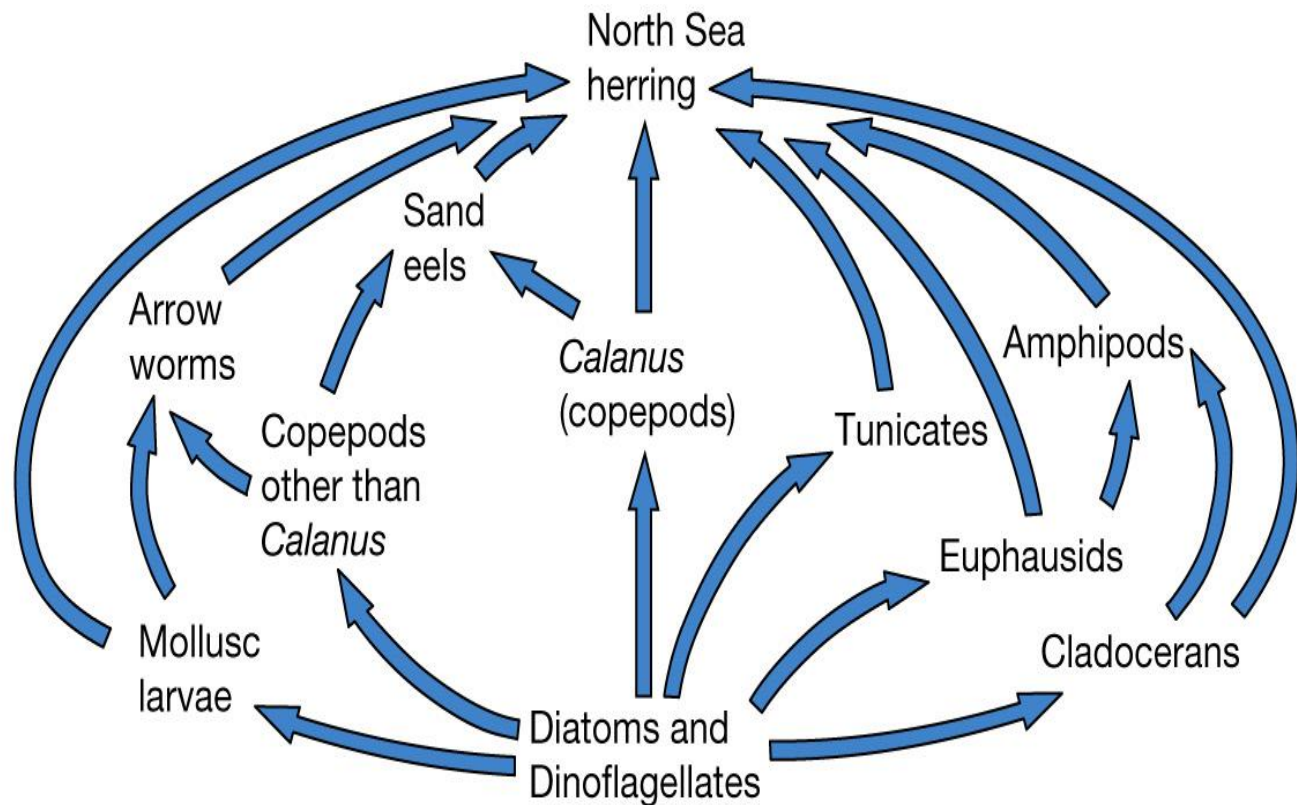 North Sea
herring
Sand
eels
Arrow
worms
Calanus
(copepods)
Amphipods
Copepods
other than
Calanus
Tunicates
Euphausids
Mollusc
larvae
Cladocerans
Diatoms and
Dinoflagellates